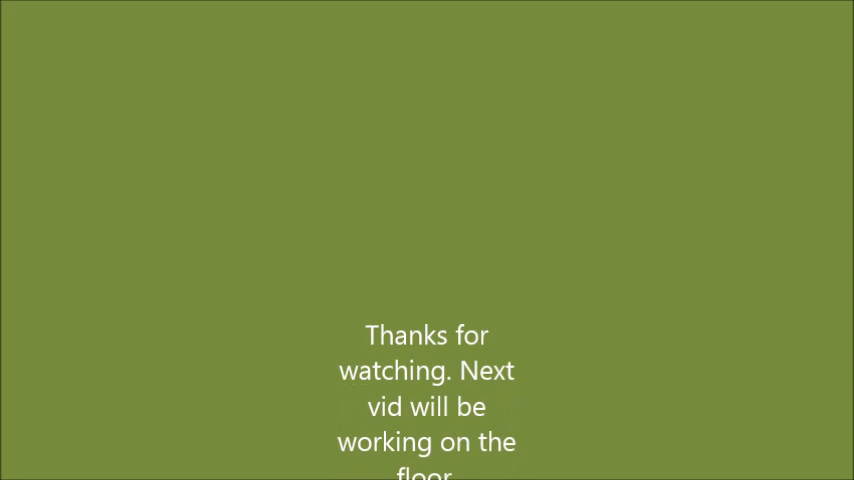 Thanks for
watching. Next
vid will be
working on the
floor